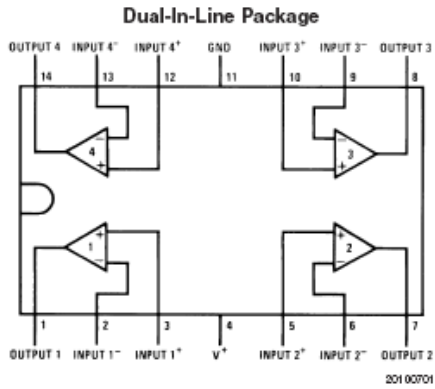 Dual-In-Line Package
OUTPUT 4 INPUT 4⁻ INPUT 4⁺ GND INPUT 3⁺ INPUT 3⁻ OUTPUT 3
14 13 12 11 10 9 8
4 − + − + 3
1 + − + − 2
1 2 3 4 5 6 7
OUTPUT 1 INPUT 1⁻ INPUT 1⁺ V⁺ INPUT 2⁺ INPUT 2⁻ OUTPUT 2
20100701